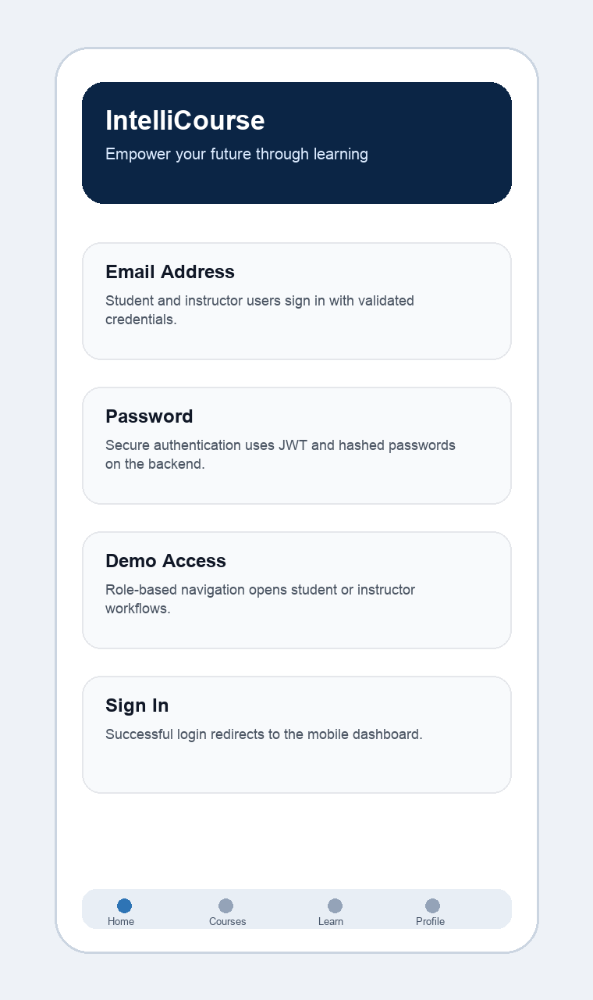 IntelliCourse
Empower your future through learning
Email Address
Student and instructor users sign in with validated
credentials.
Password
Secure authentication uses JWT and hashed passwords
on the backend.
Demo Access
Role-based navigation opens student or instructor
workflows.
Sign In
Successful login redirects to the mobile dashboard.
Home Courses Learn Profile